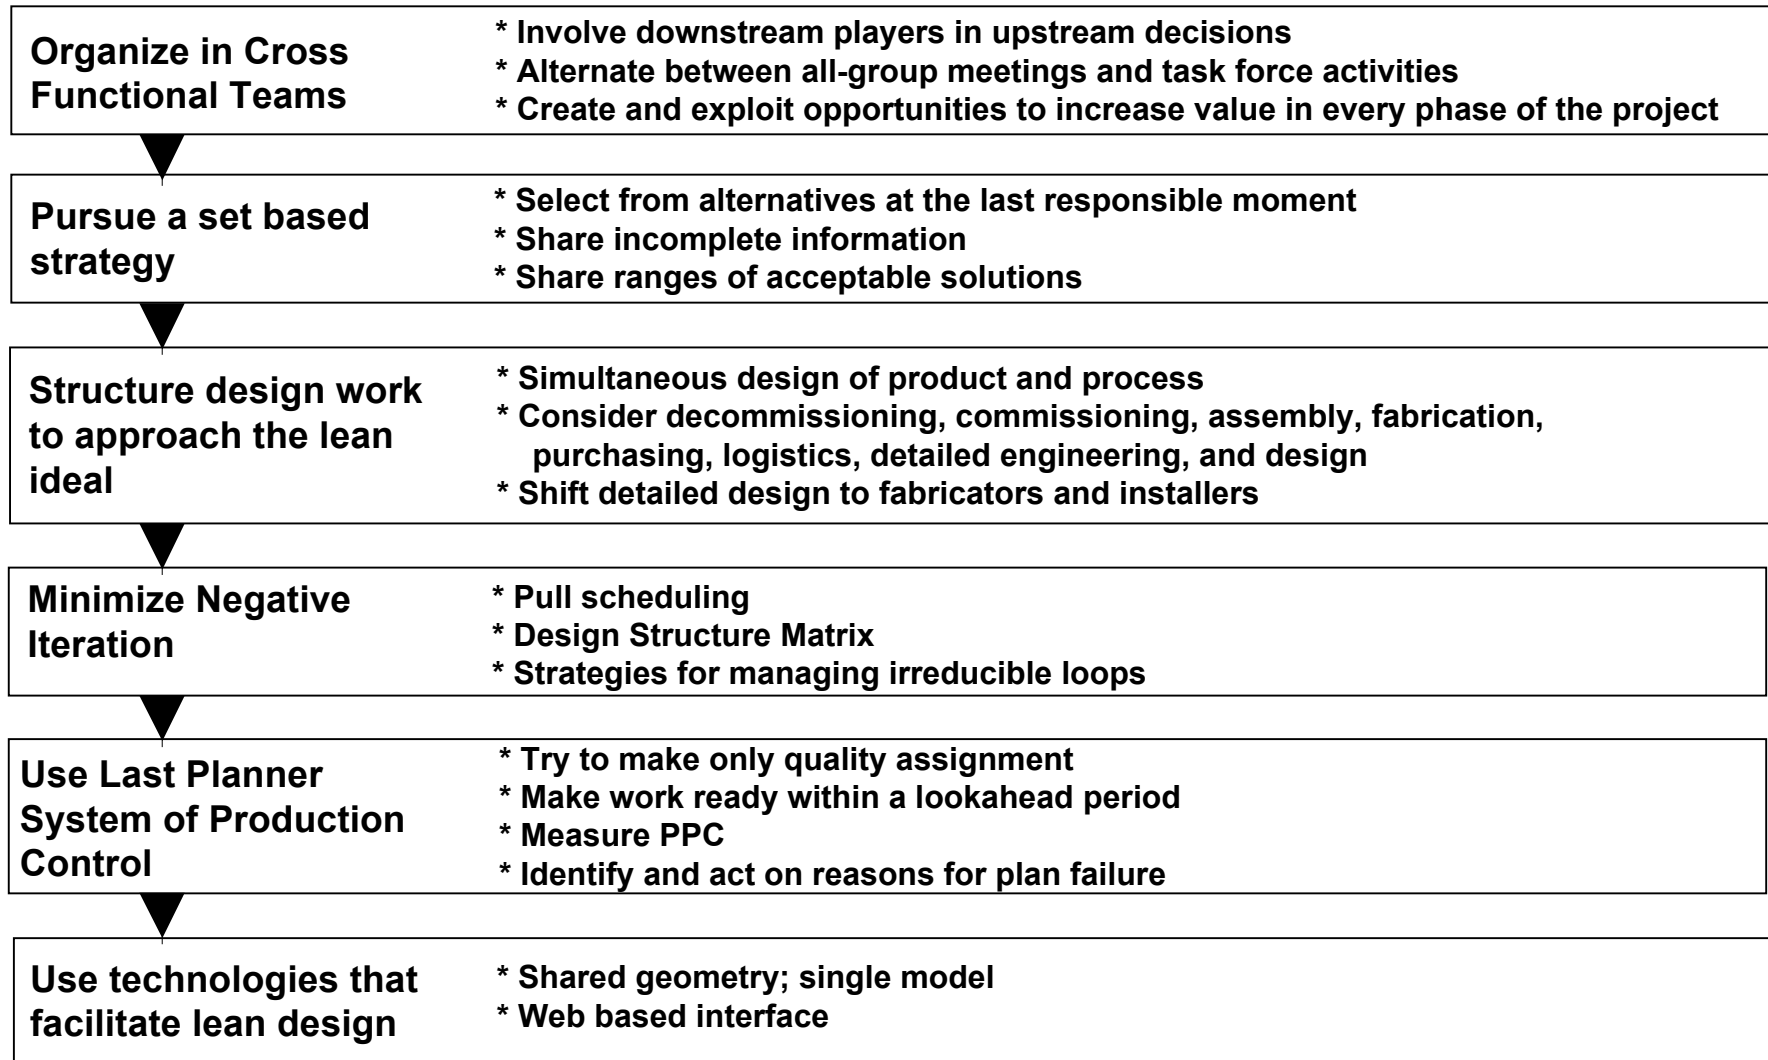 Organize in Cross
Functional Teams
* Involve downstream players in upstream decisions
* Alternate between all-group meetings and task force activities
* Create and exploit opportunities to increase value in every phase of the project
Pursue a set based
strategy
* Select from alternatives at the last responsible moment
* Share incomplete information
* Share ranges of acceptable solutions
Structure design work
to approach the lean
ideal
* Simultaneous design of product and process
* Consider decommissioning, commissioning, assembly, fabrication,
purchasing, logistics, detailed engineering, and design
* Shift detailed design to fabricators and installers
Minimize Negative
Iteration
* Pull scheduling
* Design Structure Matrix
* Strategies for managing irreducible loops
Use Last Planner
System of Production
Control
* Try to make only quality assignment
* Make work ready within a lookahead period
* Measure PPC
* Identify and act on reasons for plan failure
Use technologies that
facilitate lean design
* Shared geometry; single model
* Web based interface